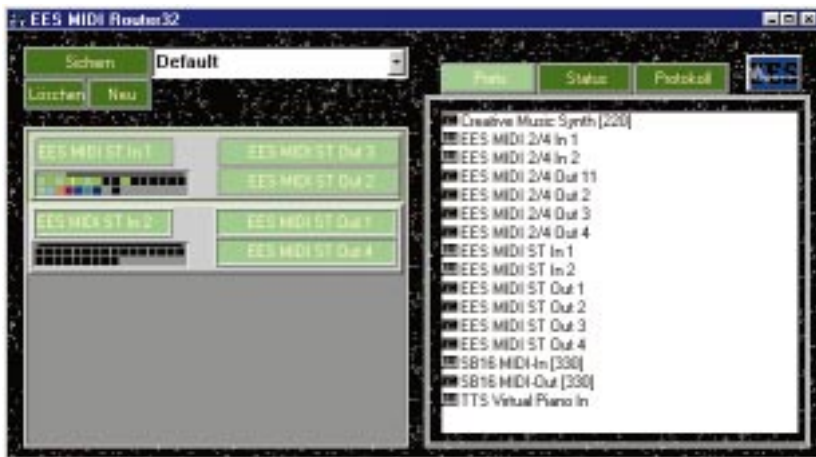 EES MIDI Router32
Sichern
Default
Löschen
Neu
Ports
Status
Protokoll
EES
EES MIDI ST In 1
EES MIDI ST Out 3
EES MIDI ST Out 2
EES MIDI ST In 2
EES MIDI ST Out 1
EES MIDI ST Out 4
Creative Music Synth [220]
EES MIDI 2/4 In 1
EES MIDI 2/4 In 2
EES MIDI 2/4 Out 11
EES MIDI 2/4 Out 2
EES MIDI 2/4 Out 3
EES MIDI 2/4 Out 4
EES MIDI ST In 1
EES MIDI ST In 2
EES MIDI ST Out 1
EES MIDI ST Out 2
EES MIDI ST Out 3
EES MIDI ST Out 4
SB16 MIDI-In [330]
SB16 MIDI-Out [330]
TTS Virtual Piano In